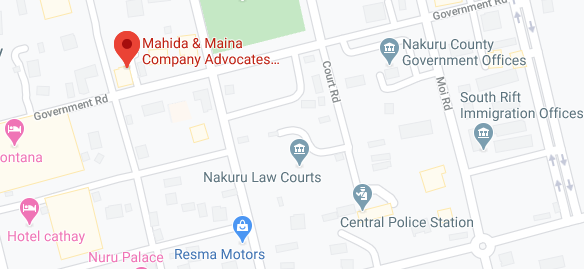 Government Rd
Mahida & Maina
Company Advocates...
Nakuru County
Government Offices
Court Rd
Moi Rd
Government Rd
South Rift
Immigration Offices
ontana
Nakuru Law Courts
Central Police Station
Hotel cathay
Resma Motors
Nuru Palace